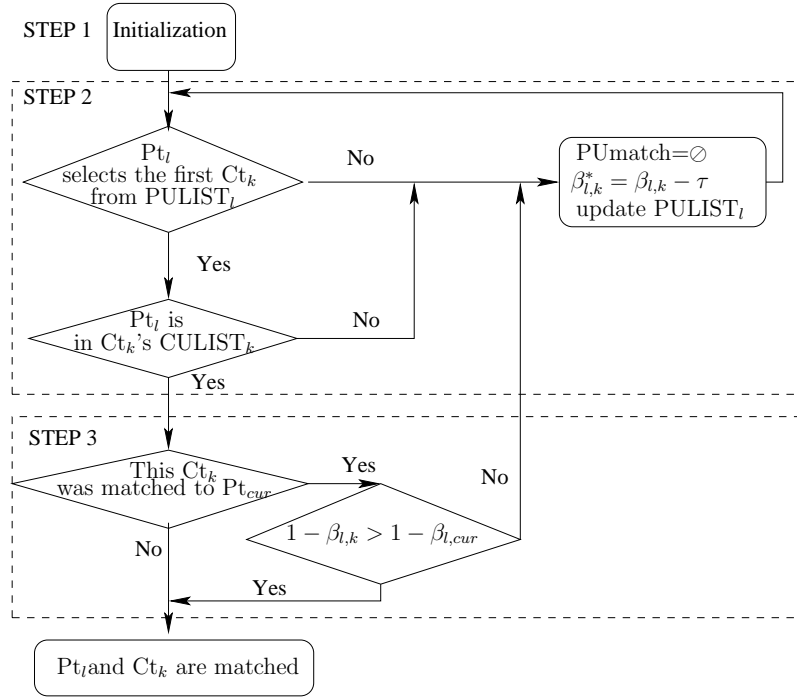 STEP 1
Initialization
STEP 2
Pt_l
selects the first Ct_k
from PULIST_l
No
PUmatch=⊘
β*_{l,k} = β_{l,k} − τ
update PULIST_l
Yes
Pt_l is
in Ct_k's CULIST_k
No
Yes
STEP 3
This Ct_k
was matched to Pt_{cur}
Yes
No
1 − β_{l,k} > 1 − β_{l,cur}
No
Yes
Pt_l and Ct_k are matched